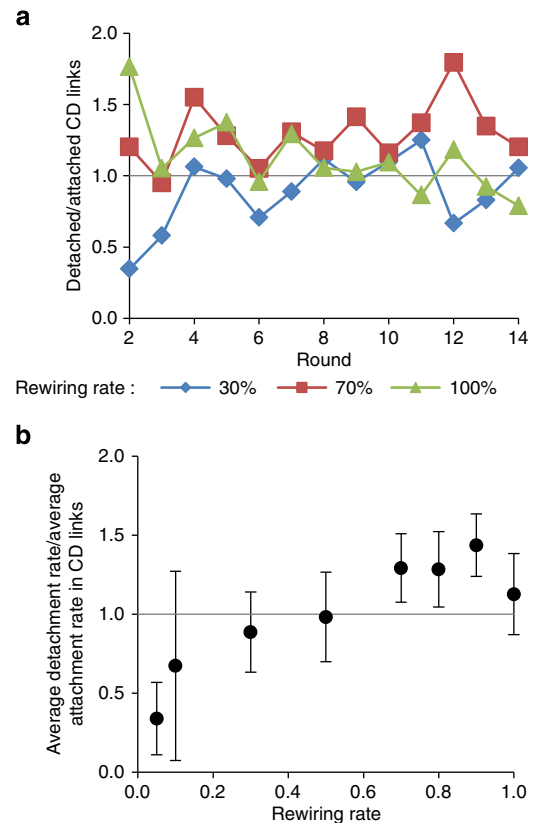 a
Detached/attached CD links
2.0
1.5
1.0
0.5
0.0
2 4 6 8 10 12 14
Round
Rewiring rate : 30% 70% 100%
b
Average detachment rate/average
attachment rate in CD links
2.0
1.5
1.0
0.5
0.0
0.0 0.2 0.4 0.6 0.8 1.0
Rewiring rate